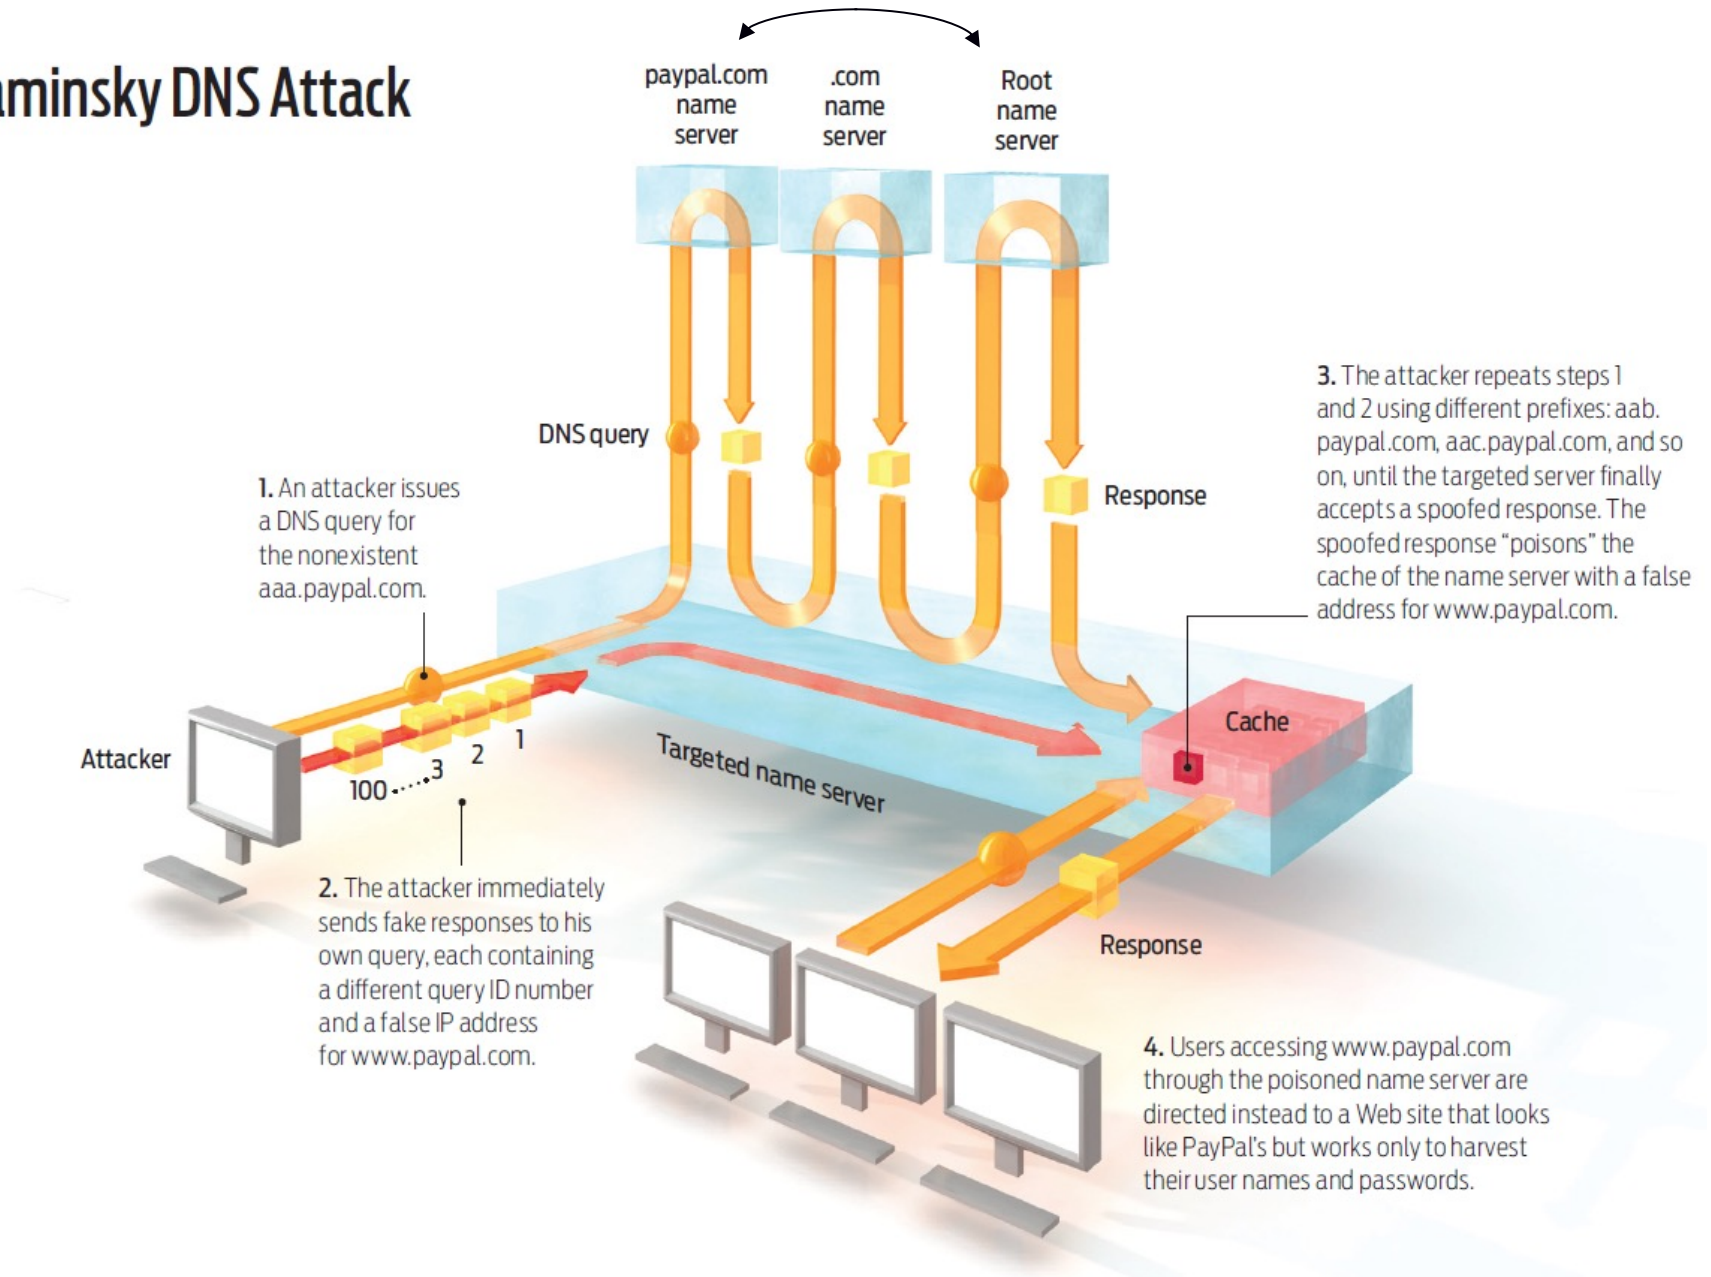 aminsky DNS Attack
paypal.com
name
server
.com
name
server
Root
name
server
DNS query
Response
1. An attacker issues
a DNS query for
the nonexistent
aaa.paypal.com.
3. The attacker repeats steps 1
and 2 using different prefixes: aab.
paypal.com, aac.paypal.com, and so
on, until the targeted server finally
accepts a spoofed response. The
spoofed response “poisons” the
cache of the name server with a false
address for www.paypal.com.
Attacker
100 ...... 3 2 1
Targeted name server
Cache
2. The attacker immediately
sends fake responses to his
own query, each containing
a different query ID number
and a false IP address
for www.paypal.com.
Response
4. Users accessing www.paypal.com
through the poisoned name server are
directed instead to a Web site that looks
like PayPal’s but works only to harvest
their user names and passwords.